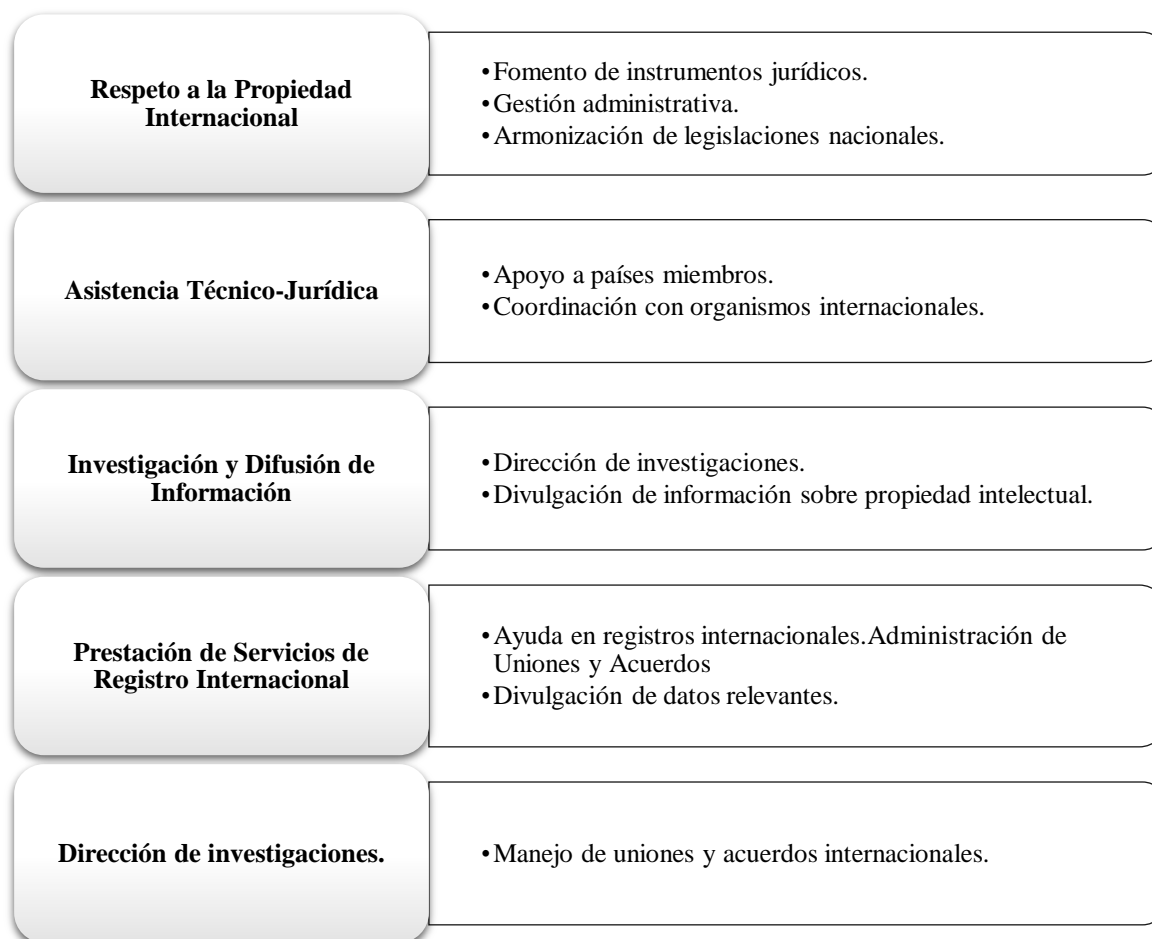 Respeto a la Propiedad
Internacional
•Fomento de instrumentos jurídicos.
•Gestión administrativa.
•Armonización de legislaciones nacionales.
Asistencia Técnico-Jurídica
•Apoyo a países miembros.
•Coordinación con organismos internacionales.
Investigación y Difusión de
Información
•Dirección de investigaciones.
•Divulgación de información sobre propiedad intelectual.
Prestación de Servicios de
Registro Internacional
•Ayuda en registros internacionales.Administración de
Uniones y Acuerdos
•Divulgación de datos relevantes.
Dirección de investigaciones.
•Manejo de uniones y acuerdos internacionales.